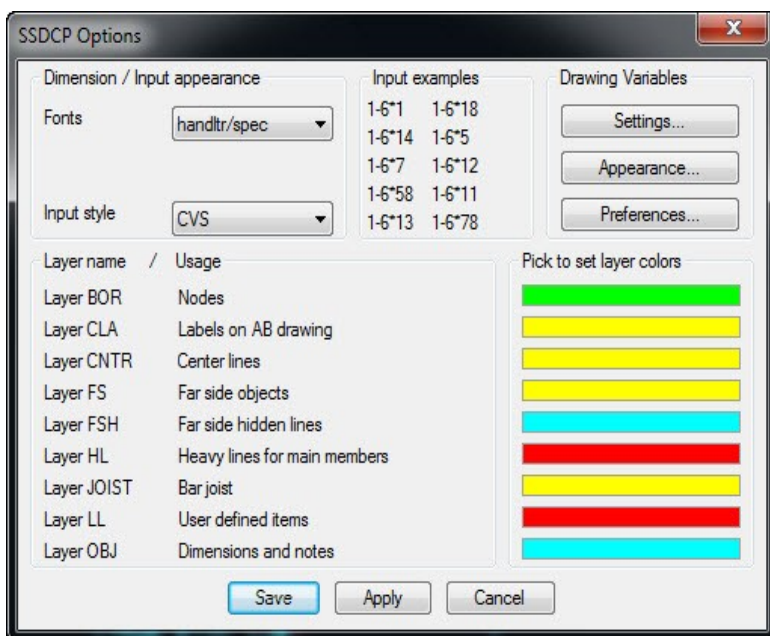 SSDCP Options
X
Dimension / Input appearance
Fonts
handltr/spec
Input style
CVS
Input examples
1-6*1 1-6*18
1-6*14 1-6*5
1-6*7 1-6*12
1-6*58 1-6*11
1-6*13 1-6*78
Drawing Variables
Settings...
Appearance...
Preferences...
Layer name / Usage
Layer BOR Nodes
Layer CLA Labels on AB drawing
Layer CNTR Center lines
Layer FS Far side objects
Layer FSH Far side hidden lines
Layer HL Heavy lines for main members
Layer JOIST Bar joist
Layer LL User defined items
Layer OBJ Dimensions and notes
Pick to set layer colors
Save Apply Cancel